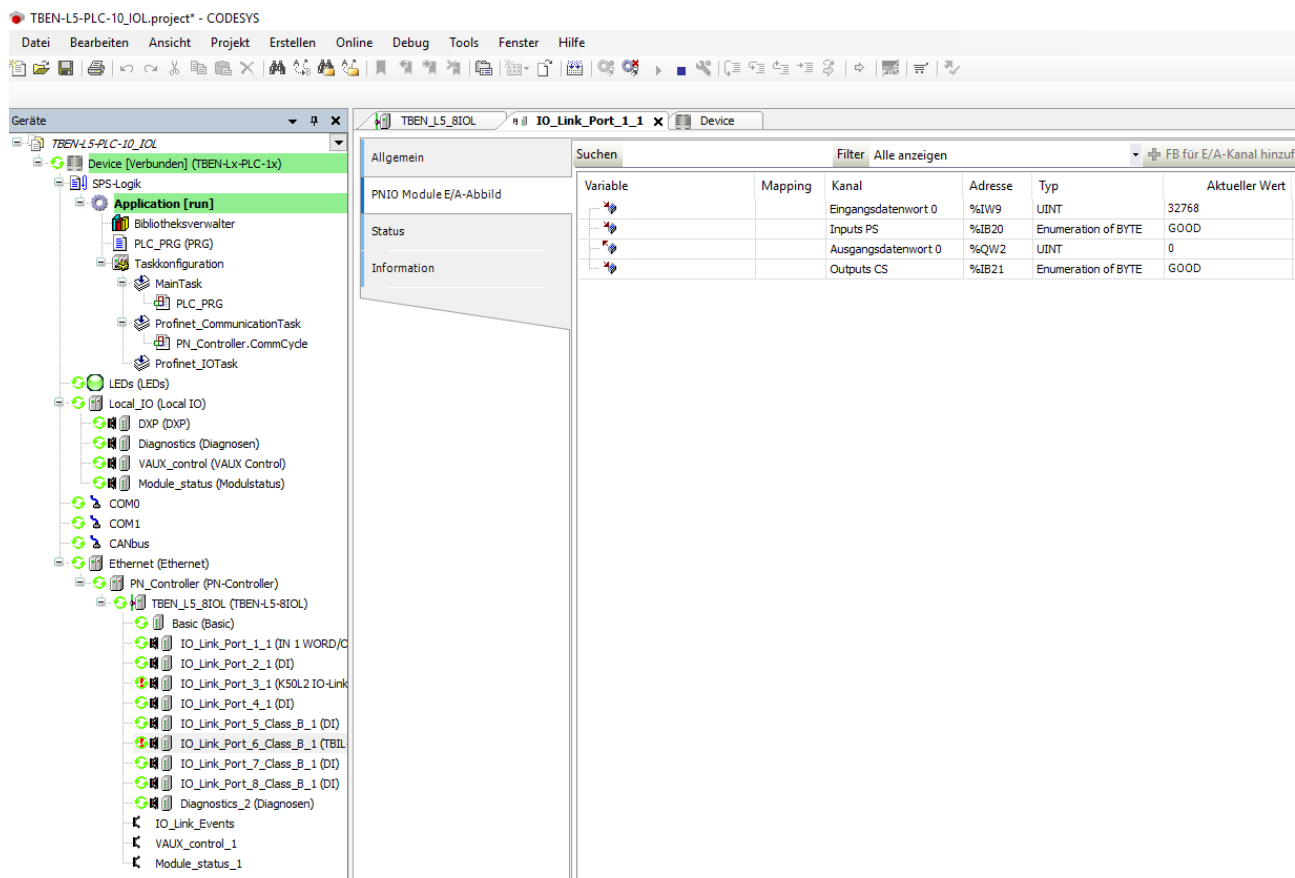 TBEN-L5-PLC-10_IOL.project* - CODESYS
Datei Bearbeiten Ansicht Projekt Erstellen Online Debug Tools Fenster Hilfe
Geräte
TBEN-L5-PLC-10_IOL
Device [Verbunden] (TBEN-Lx-PLC-1x)
SPS-Logik
Application [run]
Bibliotheksverwalter
PLC_PRG (PRG)
Taskkonfiguration
MainTask
PLC_PRG
Profinet_CommunicationTask
PN_Controller.CommCycle
Profinet_IOTask
LEDs (LEDs)
Local_IO (Local IO)
DXP (DXP)
Diagnostics (Diagnosen)
VAUX_control (VAUX Control)
Module_status (Modulstatus)
COM0
COM1
CANbus
Ethernet (Ethernet)
PN_Controller (PN-Controller)
TBEN_L5_8IOL (TBEN-L5-8IOL)
Basic (Basic)
IO_Link_Port_1_1 (IN 1 WORD/O
IO_Link_Port_2_1 (DI)
IO_Link_Port_3_1 (K50L2 IO-Link
IO_Link_Port_4_1 (DI)
IO_Link_Port_5_Class_B_1 (DI)
IO_Link_Port_6_Class_B_1 (TBIL
IO_Link_Port_7_Class_B_1 (DI)
IO_Link_Port_8_Class_B_1 (DI)
Diagnostics_2 (Diagnosen)
IO_Link_Events
VAUX_control_1
Module_status_1
TBEN_L5_8IOL IO_Link_Port_1_1 Device
Allgemein
PNIO Module E/A-Abbild
Status
Information
Suchen Filter Alle anzeigen FB für E/A-Kanal hinzuf
Variable Mapping Kanal Adresse Typ Aktueller Wert
Eingangsdatenwort 0 %IW9 UINT 32768
Inputs PS %IB20 Enumeration of BYTE GOOD
Ausgangsdatenwort 0 %QW2 UINT 0
Outputs CS %IB21 Enumeration of BYTE GOOD